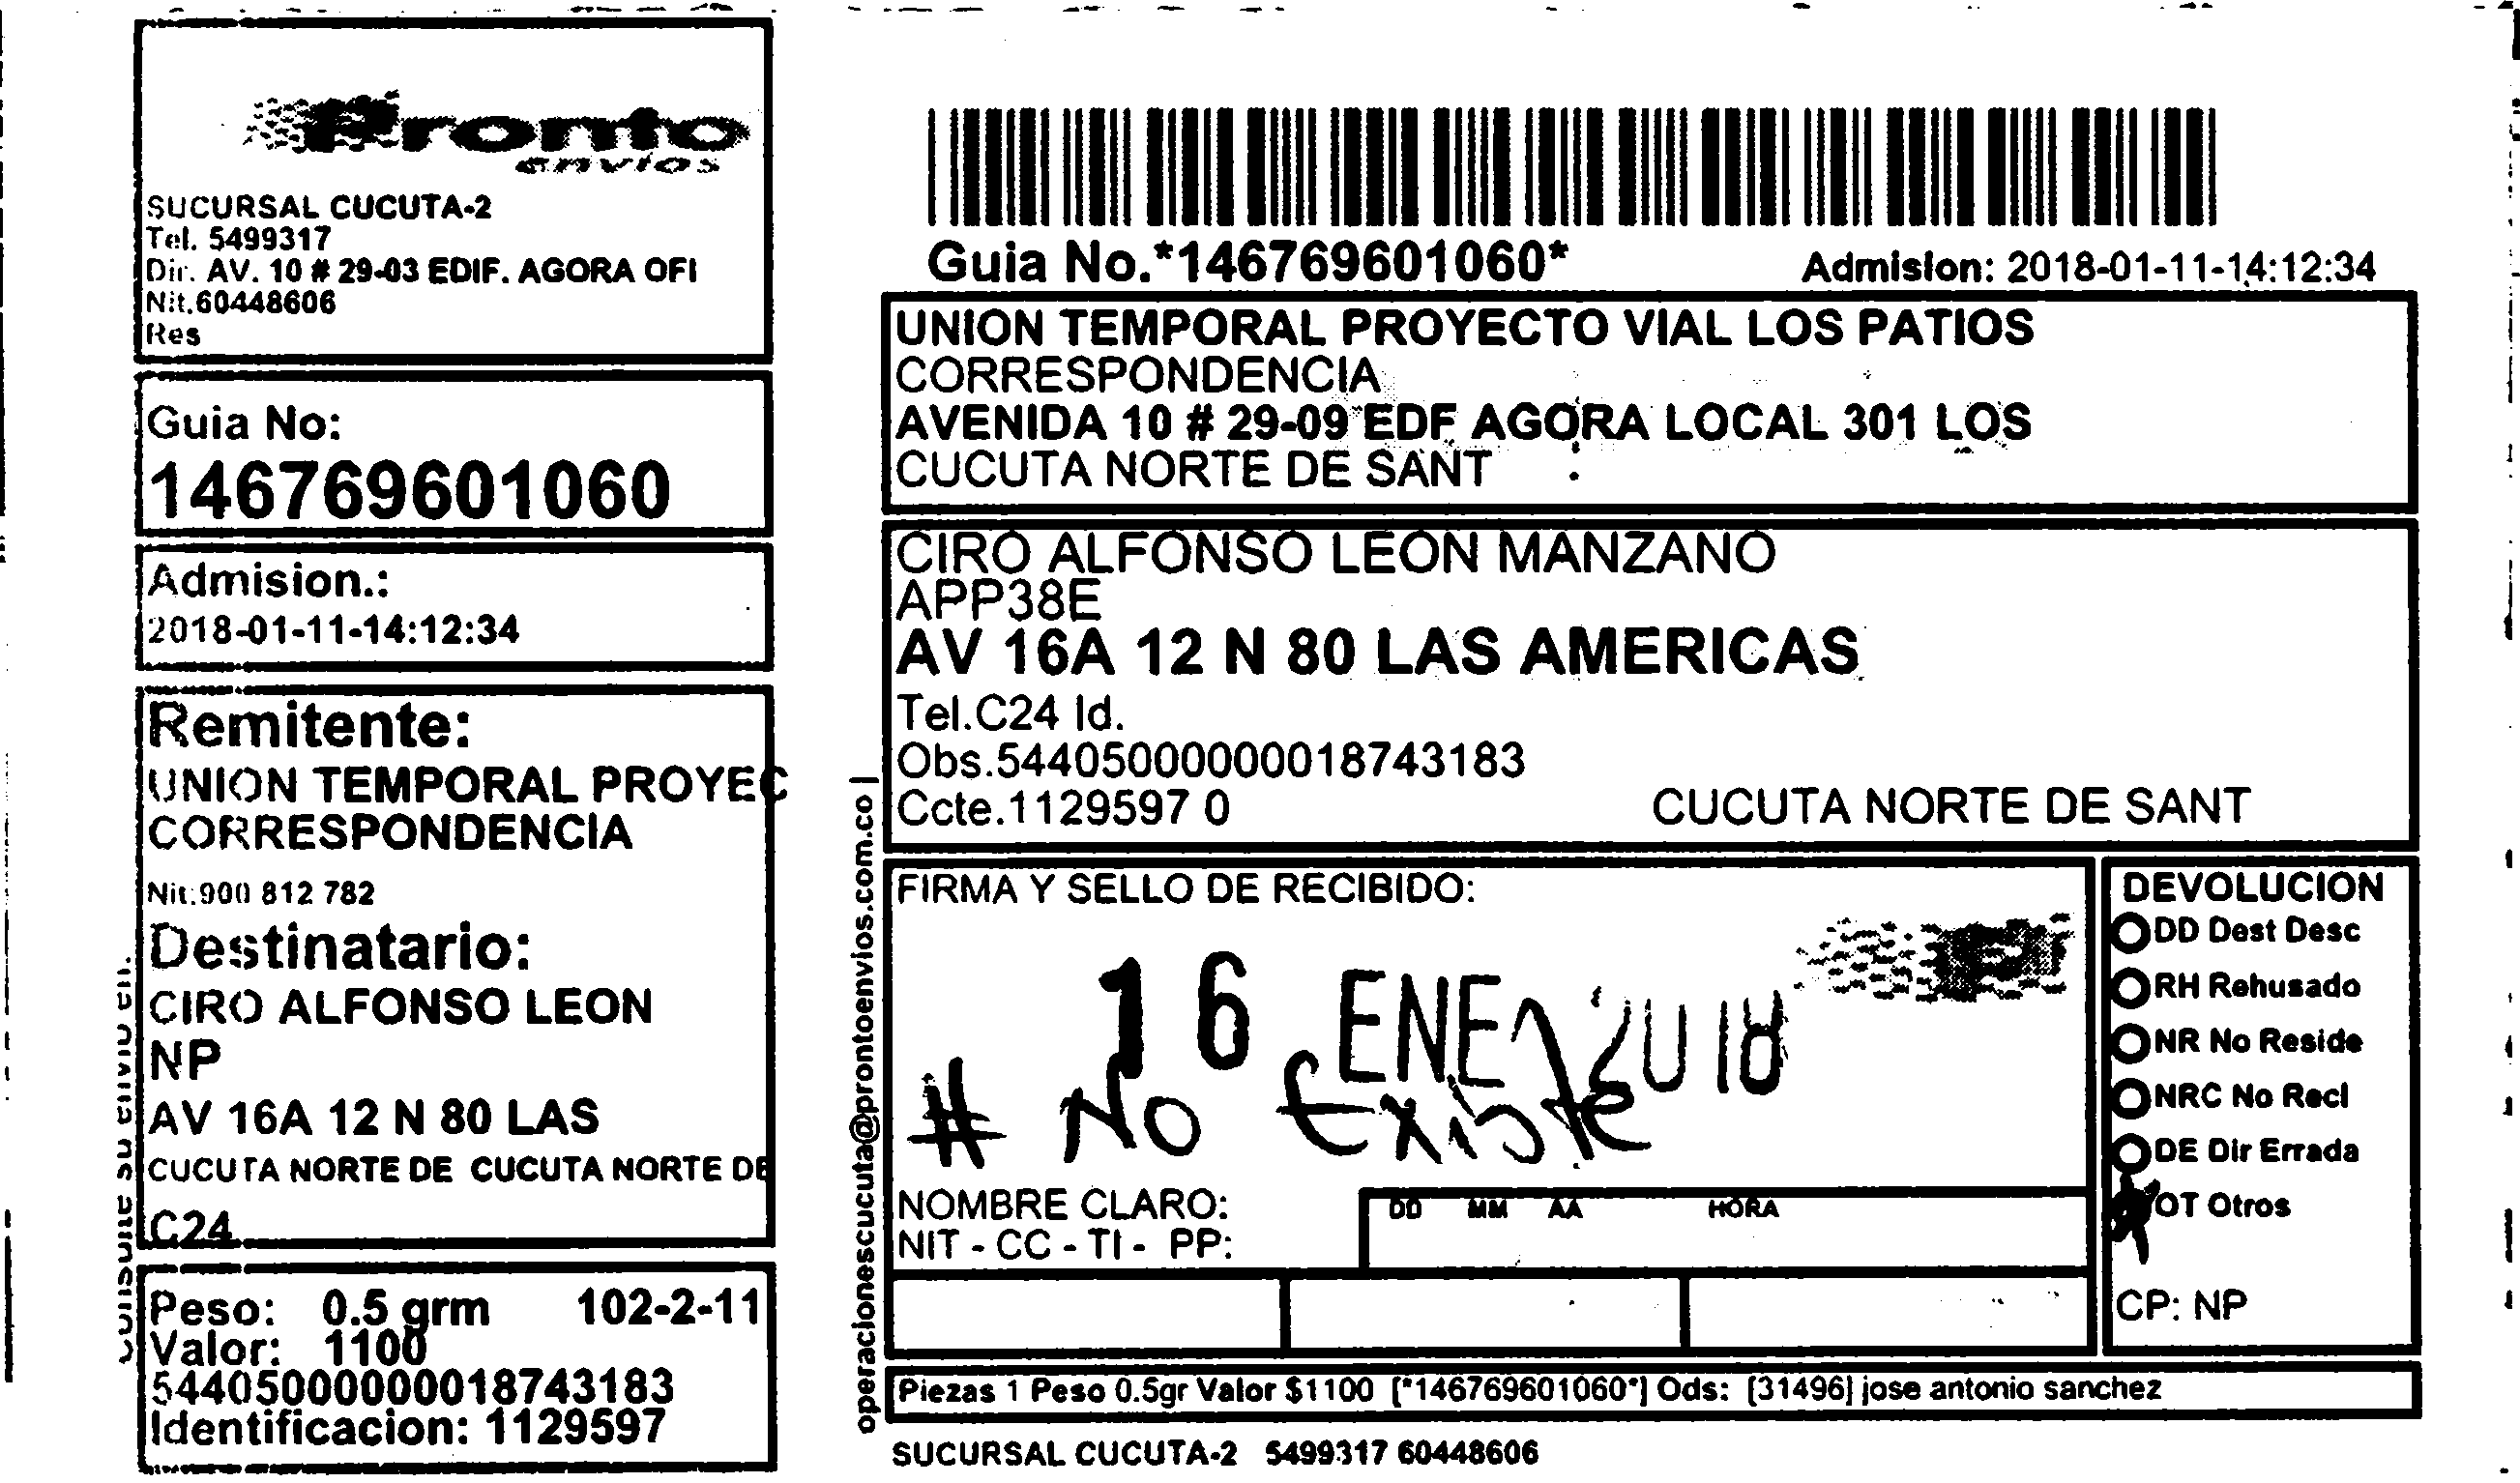 Pronto
envios
SUCURSAL CUCUTA-2
Tel. 5499317
Dir. AV. 10 # 29-03 EDIF. AGORA OFI
Nit.60448606
Res
Guia No:
146769601060
Admision.:
2018-01-11-14:12:34
Remitente:
UNION TEMPORAL PROYEC
CORRESPONDENCIA
Nit:900 812 782
Destinatario:
CIRO ALFONSO LEON
NP
AV 16A 12 N 80 LAS
CUCUTA NORTE DE CUCUTA NORTE DE
C24
Peso: 0.5 grm 102-2-11
Valor: 1100
544050000000018743183
Identificacion: 1129597
Consulte su envio en.
operacionescucuta@prontoenvios.com.co |
Guia No.*146769601060*
Admision: 2018-01-11-14:12:34
UNION TEMPORAL PROYECTO VIAL LOS PATIOS
CORRESPONDENCIA
AVENIDA 10 # 29-09 EDF AGORA LOCAL 301 LOS
CUCUTA NORTE DE SANT
CIRO ALFONSO LEON MANZANO
APP38E
AV 16A 12 N 80 LAS AMERICAS
Tel.C24 Id.
Obs.544050000000018743183
Ccte.1129597 0 CUCUTA NORTE DE SANT
FIRMA Y SELLO DE RECIBIDO:
16 ENE 2018
# No Existe
NOMBRE CLARO:
NIT - CC - TI - PP:
DD MM AA HORA
DEVOLUCION
DD Dest Desc
RH Rehusado
NR No Reside
NRC No Recl
DE Dir Errada
OT Otros
CP: NP
Piezas 1 Peso 0.5gr Valor $1100 [*146769601060*] Ods: [31496] jose antonio sanchez
SUCURSAL CUCUTA-2 5499317 60448606